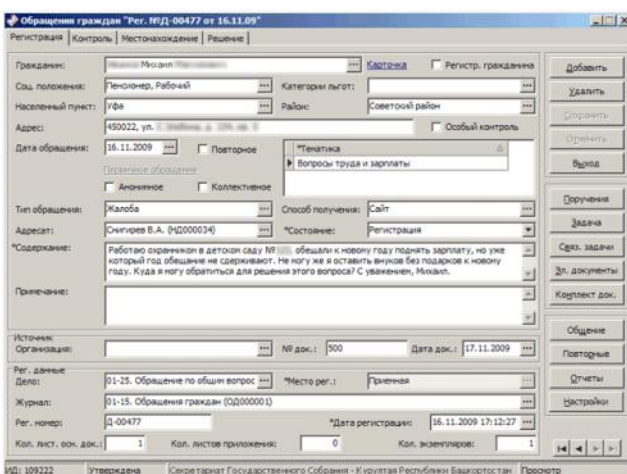 Обращения граждан "Рег. №Д-00477 от 16.11.09"
Регистрация Контроль Местонахождение Решение
Гражданин: Михаил ... Карточка Регистр. гражданина
Соц. положения: Пенсионер, Рабочий ... Категории льгот: ...
Населенный пункт: Уфа ... Район: Советский район ...
Адрес: 450022, ул. Особый контроль
Дата обращения: 16.11.2009 ... Повторное *Тематика
Вопросы труда и зарплаты
Первичное обращение
Анонимное Коллективное
Тип обращения: Жалоба ... Способ получения: Сайт ...
Адресат: Снигирев В.А. (НД000034) ... *Состояние: Регистрация
*Содержание: Работаю охранником в детском саду № обещали к новому году поднять зарплату, но уже
который год обещание не сдерживают. Не могу же я оставить внуков без подарков к новому
году. Куда я могу обратиться для решения этого вопроса? С уважением, Михаил.
Примечание:
Источник
Организация: ... № док.: 500 Дата док.: 17.11.2009 ...
Рег. данные
Дело: 01-25. Обращение по общим вопрос ... *Место рег.: Приемная ...
Журнал: 01-15. Обращения граждан (ОД000001) ...
Рег. номер: Д-00477 *Дата регистрации: 16.11.2009 17:12:27 ...
Кол. лист. осн. док.: 1 Кол. листов приложения: 0 Кол. экземпляров: 1
Добавить
Удалить
Сохранить
Отменить
Выход
Поручения
Задача
Связ. задачи
Эл. документы
Комплект док.
Общение
Повторные
Отчеты
Настройки
ИД: 109222 Утверждена Секретариат Государственного Собрания - Курултая Республики Башкортостан Просмотр